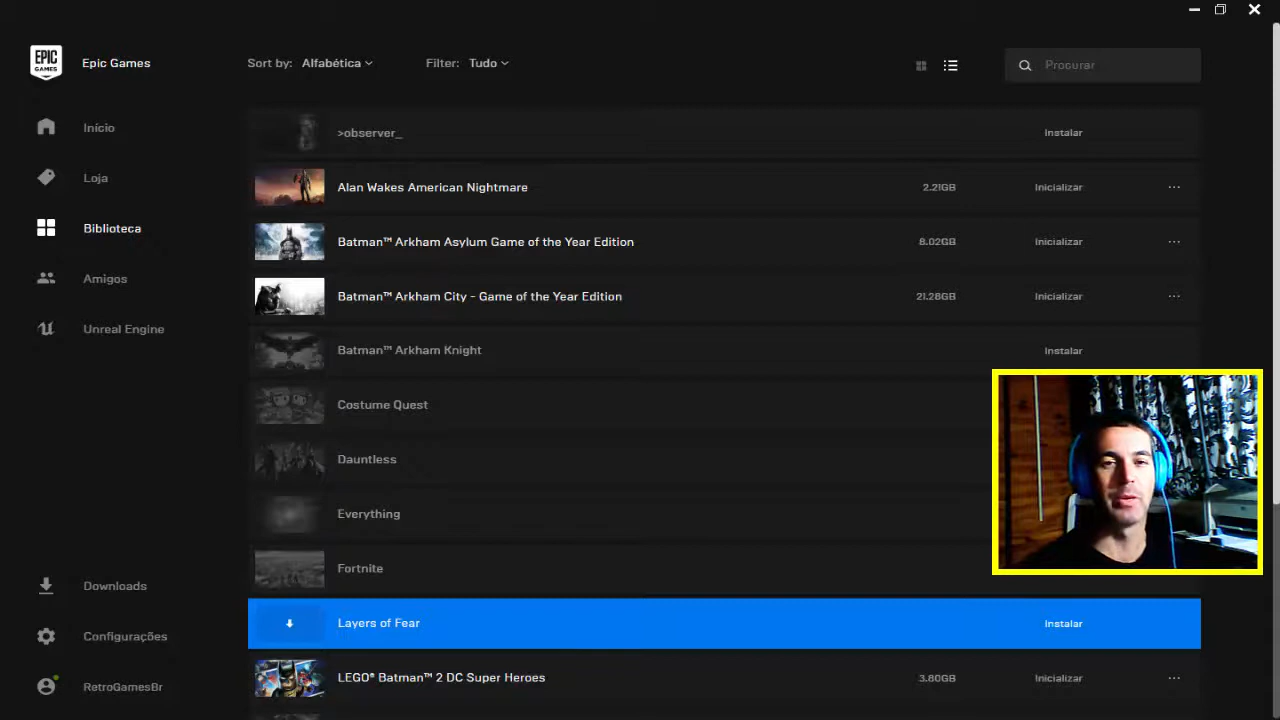 EPIC GAMES
Epic Games
Sort by: Alfabética
Filter: Tudo
Procurar
Início
Loja
Biblioteca
Amigos
Unreal Engine
>observer_ Instalar
Alan Wakes American Nightmare 2.21GB Inicializar ...
Batman™ Arkham Asylum Game of the Year Edition 8.02GB Inicializar ...
Batman™ Arkham City - Game of the Year Edition 21.28GB Inicializar ...
Batman™ Arkham Knight Instalar
Costume Quest
Dauntless
Everything
Fortnite
Layers of Fear Instalar
LEGO® Batman™ 2 DC Super Heroes 3.80GB Inicializar ...
Downloads
Configurações
RetroGamesBr